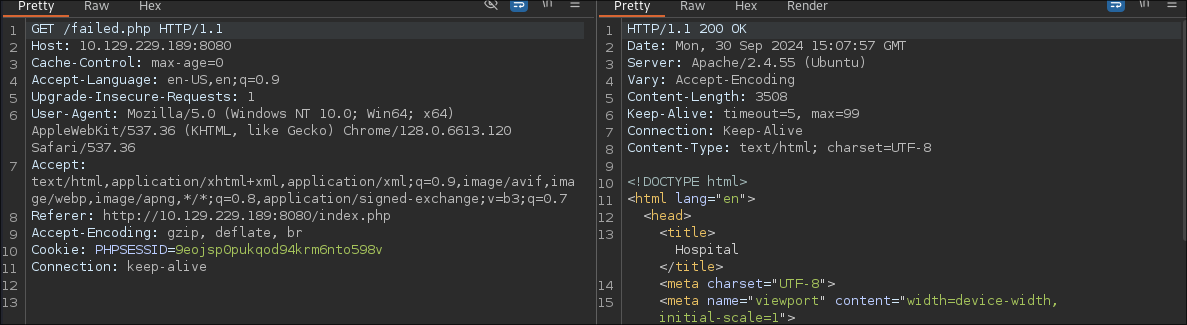 Pretty Raw Hex \n
1 GET /failed.php HTTP/1.1
2 Host: 10.129.229.189:8080
3 Cache-Control: max-age=0
4 Accept-Language: en-US,en;q=0.9
5 Upgrade-Insecure-Requests: 1
6 User-Agent: Mozilla/5.0 (Windows NT 10.0; Win64; x64)
AppleWebKit/537.36 (KHTML, like Gecko) Chrome/128.0.6613.120
Safari/537.36
7 Accept:
text/html,application/xhtml+xml,application/xml;q=0.9,image/avif,ima
ge/webp,image/apng,*/*;q=0.8,application/signed-exchange;v=b3;q=0.7
8 Referer: http://10.129.229.189:8080/index.php
9 Accept-Encoding: gzip, deflate, br
10 Cookie: PHPSESSID=9eojsp0pukqod94krm6nto598v
11 Connection: keep-alive
12
13
Pretty Raw Hex Render \n
1 HTTP/1.1 200 OK
2 Date: Mon, 30 Sep 2024 15:07:57 GMT
3 Server: Apache/2.4.55 (Ubuntu)
4 Vary: Accept-Encoding
5 Content-Length: 3508
6 Keep-Alive: timeout=5, max=99
7 Connection: Keep-Alive
8 Content-Type: text/html; charset=UTF-8
9
10 <!DOCTYPE html>
11 <html lang="en">
12 <head>
13 <title>
Hospital
</title>
14 <meta charset="UTF-8">
15 <meta name="viewport" content="width=device-width,
initial-scale=1">